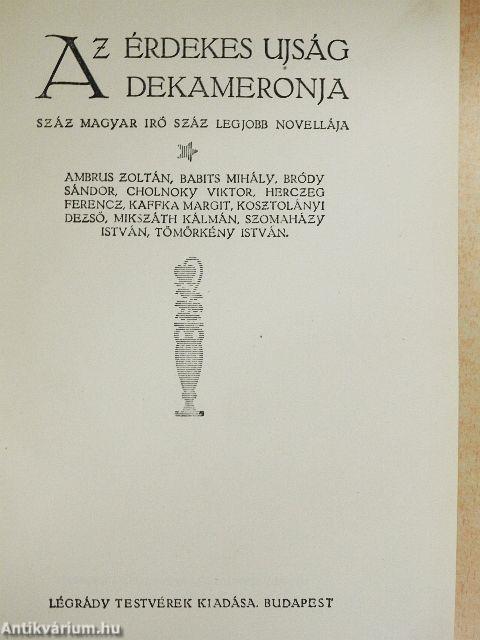 AZ ÉRDEKES UJSÁG
DEKAMERONJA
SZÁZ MAGYAR IRÓ SZÁZ LEGJOBB NOVELLÁJA
AMBRUS ZOLTÁN, BABITS MIHÁLY, BRÓDY
SÁNDOR, CHOLNOKY VIKTOR, HERCZEG
FERENCZ, KAFFKA MARGIT, KOSZTOLÁNYI
DEZSŐ, MIKSZÁTH KÁLMÁN, SZOMAHÁZY
ISTVÁN, TÖMÖRKÉNY ISTVÁN.
LÉGRÁDY TESTVÉREK KIADÁSA. BUDAPEST
Antikvárium.hu